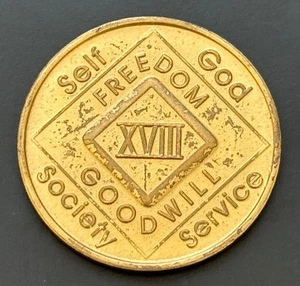 Self God
FREEDOM
XVIII
GOODWILL
Society Service